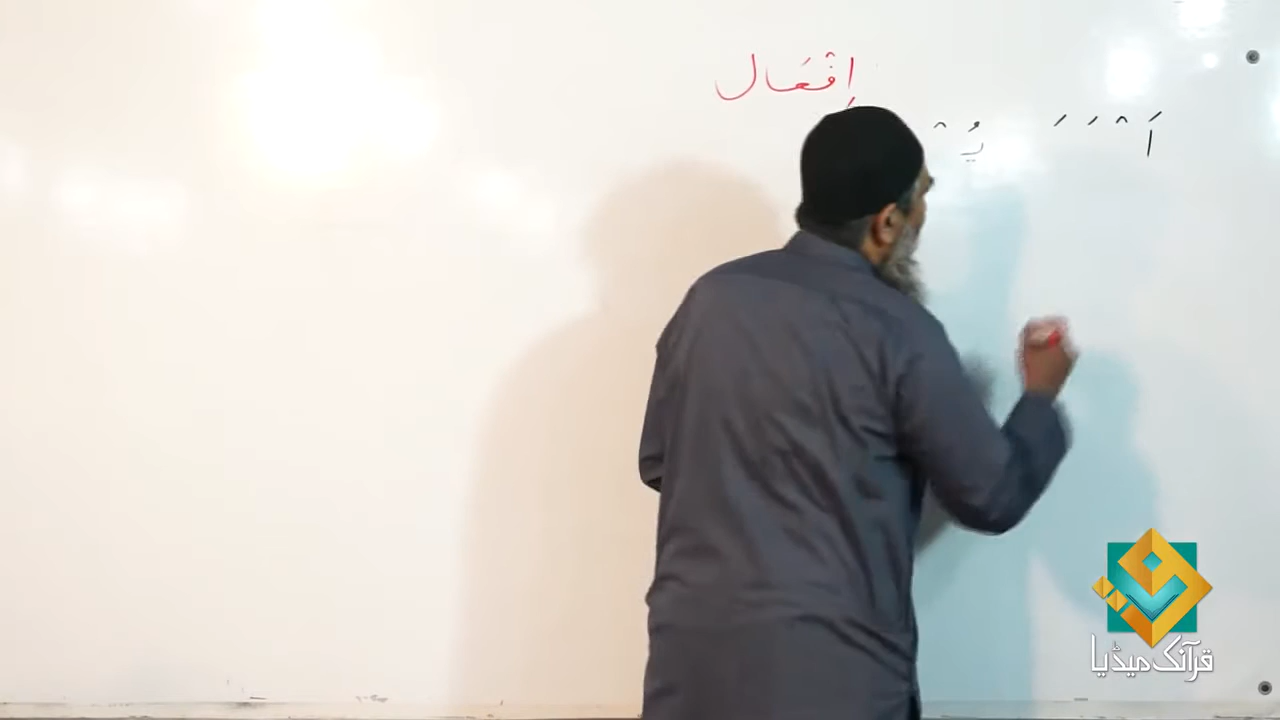 إِفْعَال
أَ ْ َ َ يُ ْ
قرآنک میڈیا